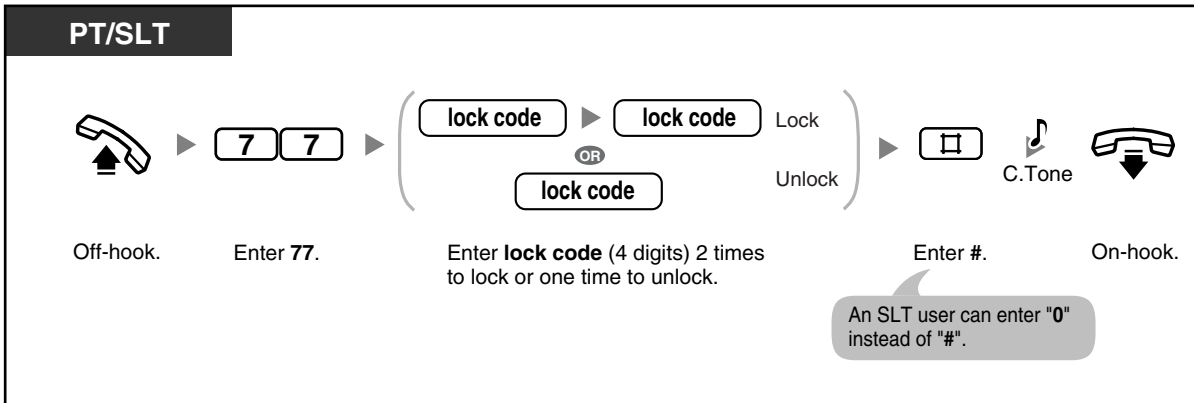 PT/SLT
7 7
lock code lock code Lock
OR
lock code Unlock
#
C.Tone
Off-hook.
Enter 77.
Enter lock code (4 digits) 2 times
to lock or one time to unlock.
Enter #.
On-hook.
An SLT user can enter "0"
instead of "#".